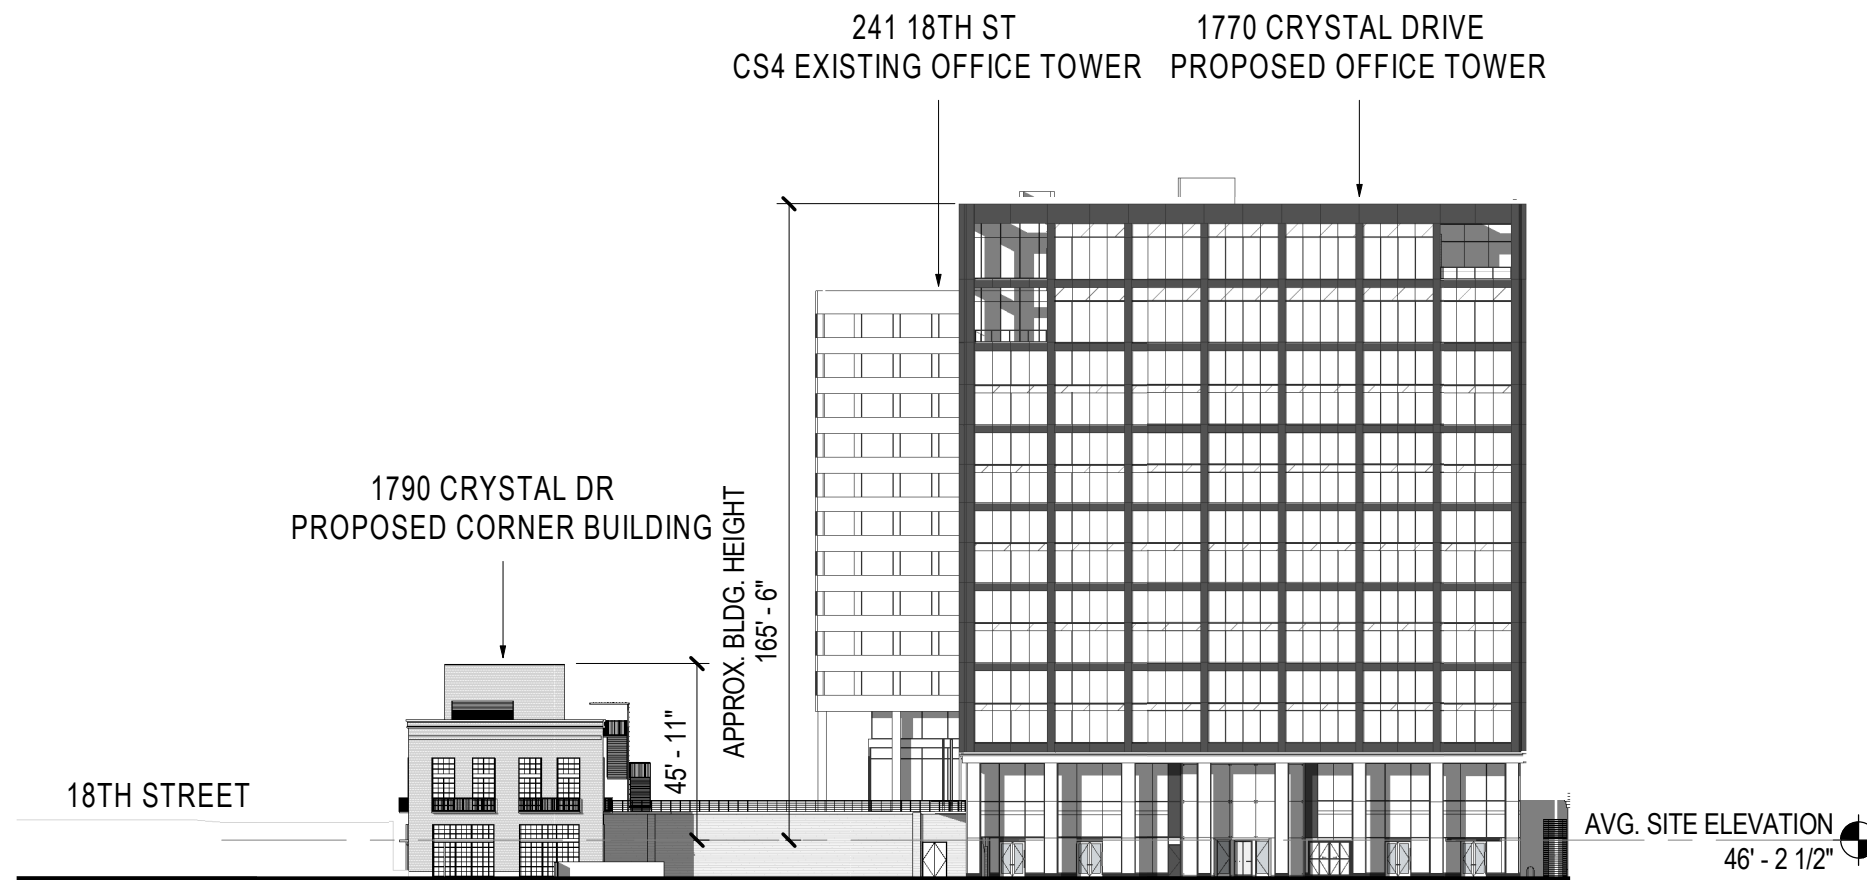 241 18TH ST
CS4 EXISTING OFFICE TOWER
1770 CRYSTAL DRIVE
PROPOSED OFFICE TOWER
1790 CRYSTAL DR
PROPOSED CORNER BUILDING
APPROX. BLDG. HEIGHT
165' - 6"
45' - 11"
18TH STREET
AVG. SITE ELEVATION
46' - 2 1/2"